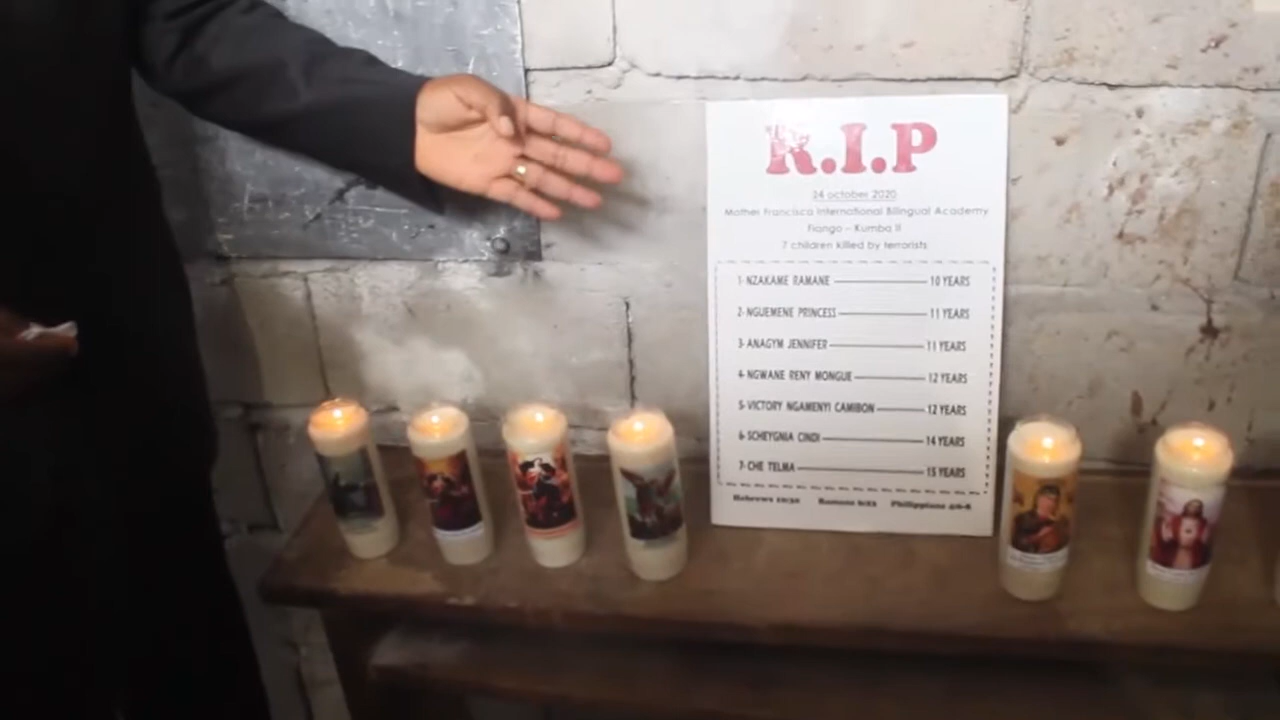 R.I.P
24 october 2020
Mother Francisca International Bilingual Academy
Fiango – Kumba II
7 children killed by terrorists
1- NZAKAME RAMANE 10 YEARS
2- NGUEMENE PRINCESS 11 YEARS
3- ANAGYM JENNIFER 11 YEARS
4- NGWANE RENY MONGUE 12 YEARS
5- VICTORY NGAMENYI CAMIBON 12 YEARS
6- SCHEYGNIA CINDI 14 YEARS
7- CHE TELMA 15 YEARS
Hebrews Romans Philippians